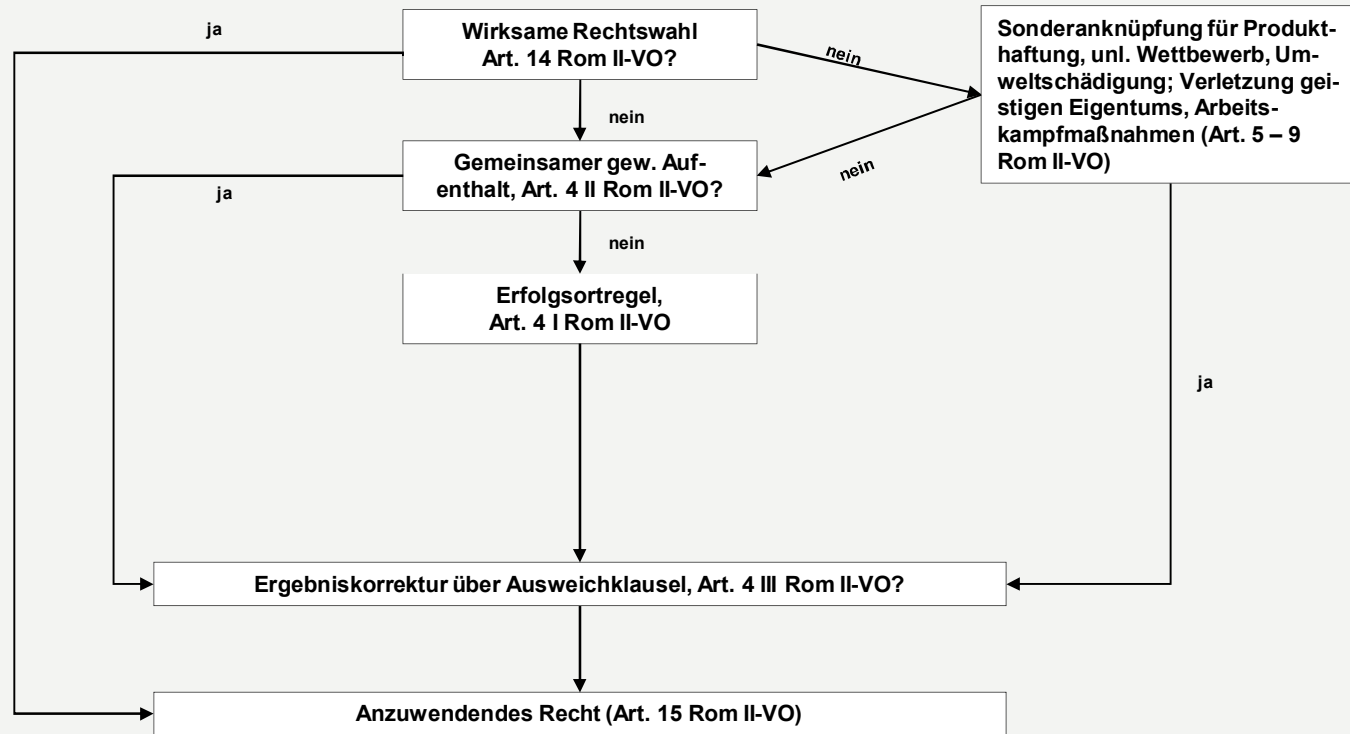 ja
Wirksame Rechtswahl
Art. 14 Rom II-VO?
nein
Sonderanknüpfung für Produkt-
haftung, unl. Wettbewerb, Um-
weltschädigung; Verletzung gei-
stigen Eigentums, Arbeits-
kampfmaßnahmen (Art. 5 – 9
Rom II-VO)
nein
nein
Gemeinsamer gew. Auf-
enthalt, Art. 4 II Rom II-VO?
ja
nein
Erfolgsortregel,
Art. 4 I Rom II-VO
ja
Ergebniskorrektur über Ausweichklausel, Art. 4 III Rom II-VO?
Anzuwendendes Recht (Art. 15 Rom II-VO)